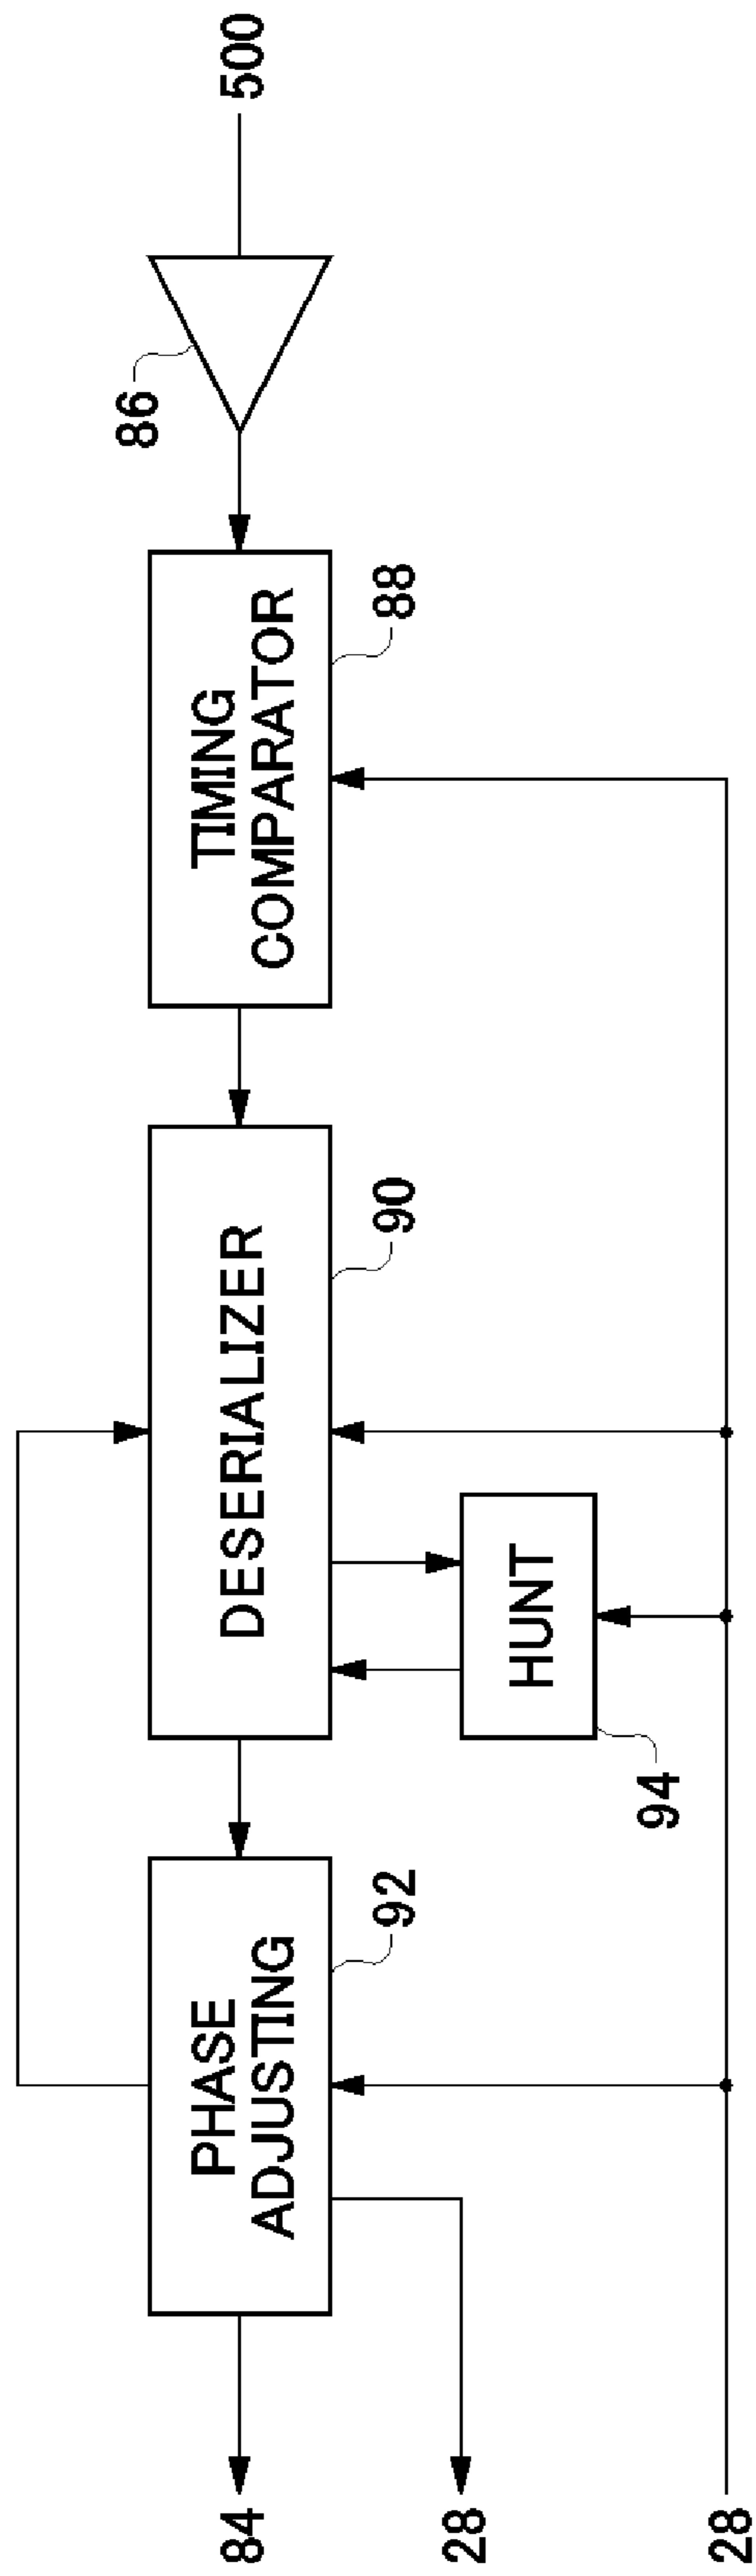 500
86
TIMING
COMPARATOR
88
DESERIALIZER
90
HUNT
94
PHASE
ADJUSTING
92
84
28
28